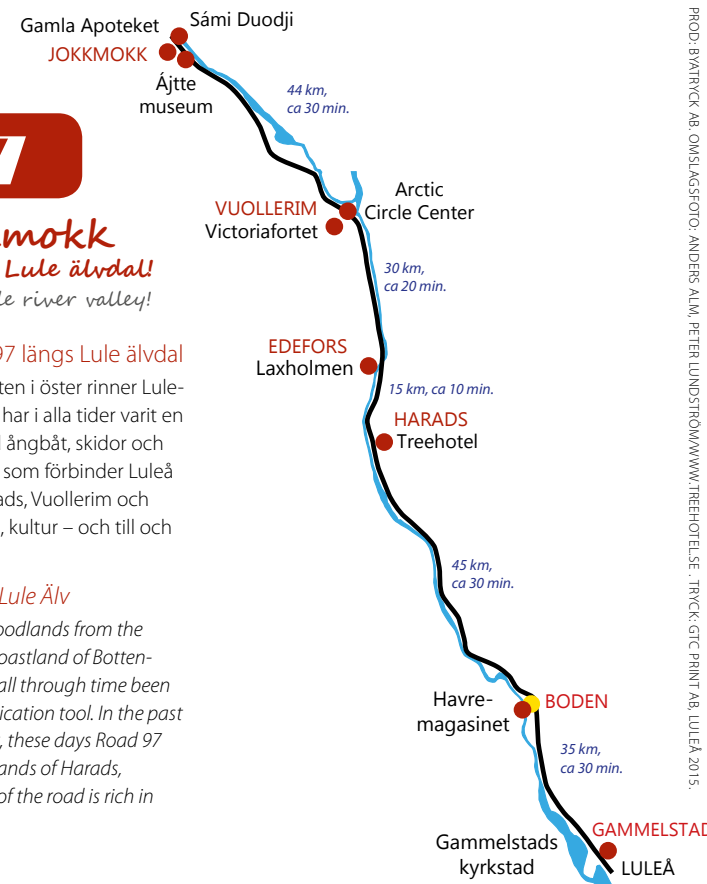 Gamla Apoteket
Sámi Duodji
JOKKMOKK
Ájtte
museum
44 km,
ca 30 min.
7
mokk
Lule älvdal!
le river valley!
97 längs Lule älvdal
ten i öster rinner Lule-
har i alla tider varit en
l ångbåt, skidor och
som förbinder Luleå
ads, Vuollerim och
, kultur – och till och
Lule Älv
oodlands from the
oastland of Botten-
all through time been
ication tool. In the past
, these days Road 97
ands of Harads,
of the road is rich in
VUOLLERIM
Victoriafortet
Arctic
Circle Center
30 km,
ca 20 min.
EDEFORS
Laxholmen
15 km, ca 10 min.
HARADS
Treehotel
45 km,
ca 30 min.
Havre-
magasinet
BODEN
35 km,
ca 30 min.
GAMMELSTAD
Gammelstads
kyrkstad
LULEÅ
PROD: BYATRYCK AB. OMSLAGSFOTO: ANDERS ALM, PETER LUNDSTRÖM/WWW.TREEHOTEL.SE . TRYCK: GTC PRINT AB, LULEÅ 2015.